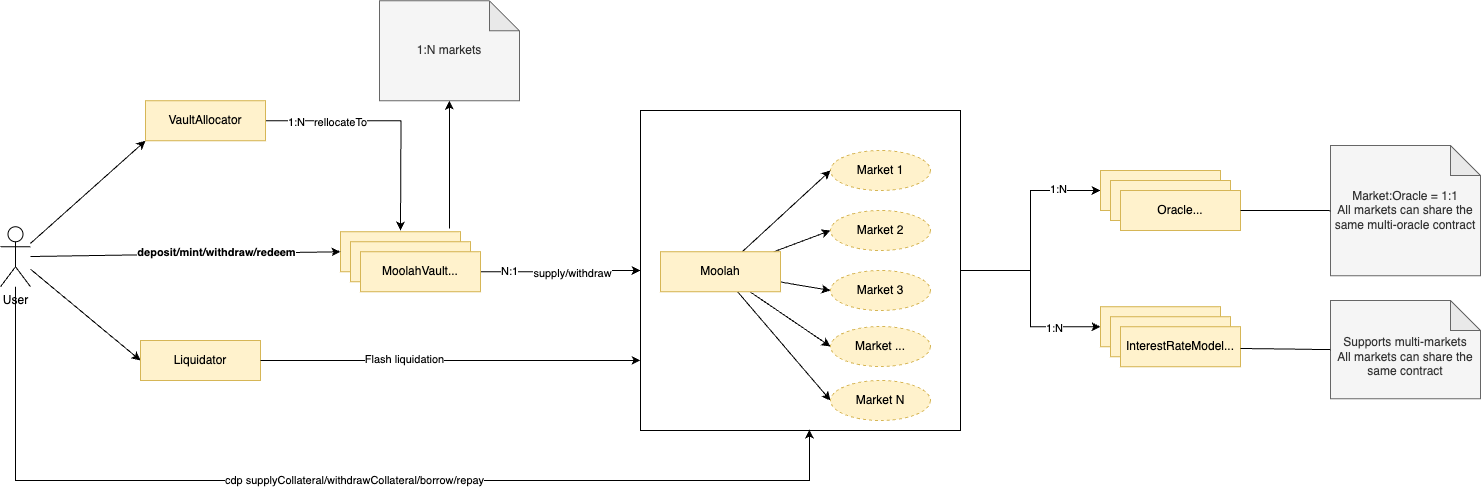 1:N markets
VaultAllocator
1:N
rellocateTo
User
deposit/mint/withdraw/redeem
MoolahVault...
N:1
supply/withdraw
Liquidator
Flash liquidation
cdp supplyCollateral/withdrawCollateral/borrow/repay
Moolah
Market 1
Market 2
Market 3
Market ...
Market N
1:N
Oracle...
Market:Oracle = 1:1
All markets can share the
same multi-oracle contract
1:N
InterestRateModel...
Supports multi-markets
All markets can share the
same contract